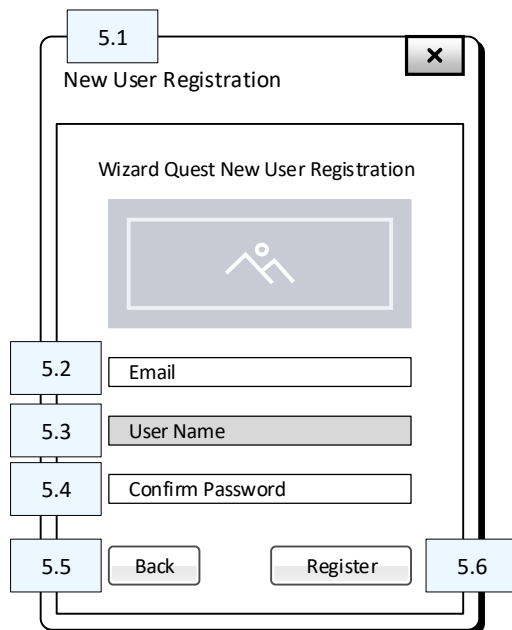 5.1
New User Registration
Wizard Quest New User Registration
5.2
Email
5.3
User Name
5.4
Confirm Password
5.5
Back
Register
5.6